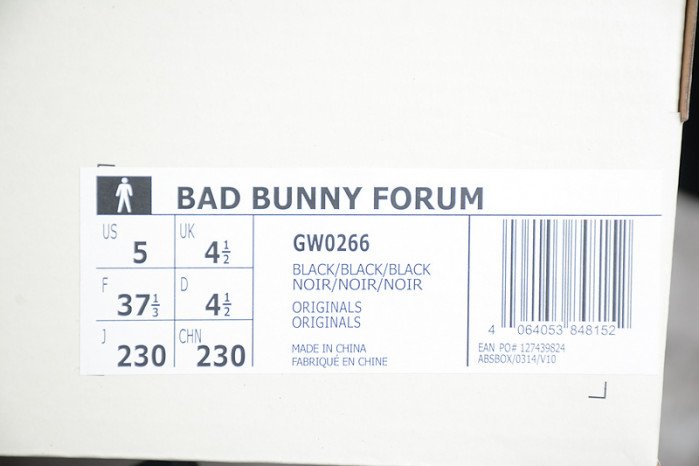 BAD BUNNY FORUM
US 5 UK 4½
F 37⅓ D 4½
J 230 CHN 230
GW0266
BLACK/BLACK/BLACK
NOIR/NOIR/NOIR
ORIGINALS
ORIGINALS
MADE IN CHINA
FABRIQUÉ EN CHINE
4 064053 848152
EAN PO# 127439824
ABSBOX/0314/V10